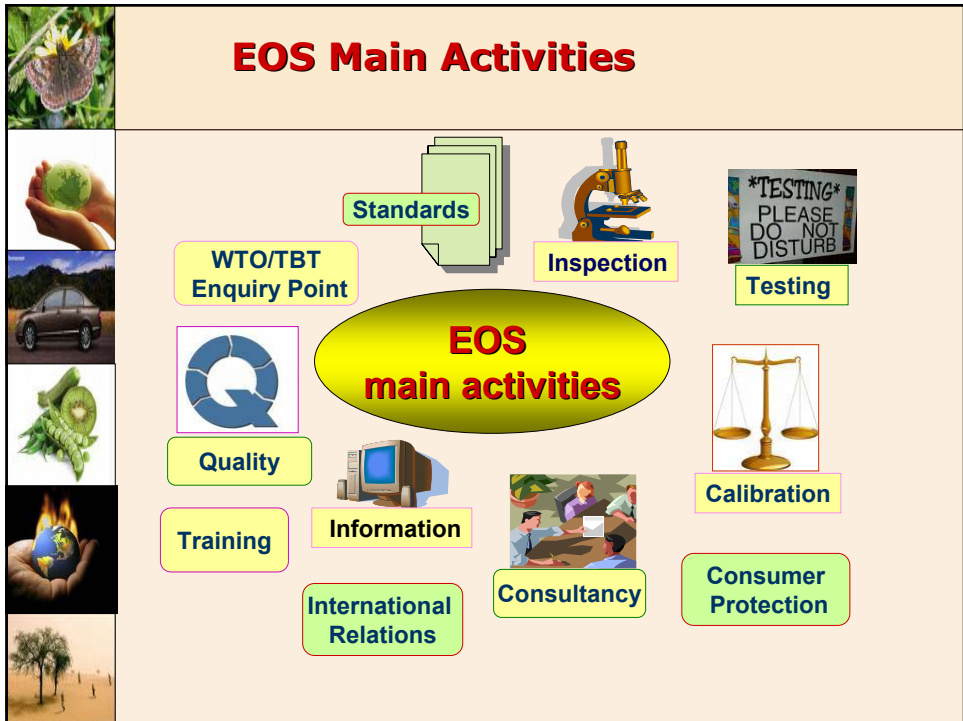 EOS Main Activities
Standards
Inspection
*TESTING*
PLEASE
DO NOT
DISTURB
Testing
WTO/TBT
Enquiry Point
EOS
main activities
Q
Quality
Calibration
Information
Training
Consultancy
Consumer
Protection
International
Relations